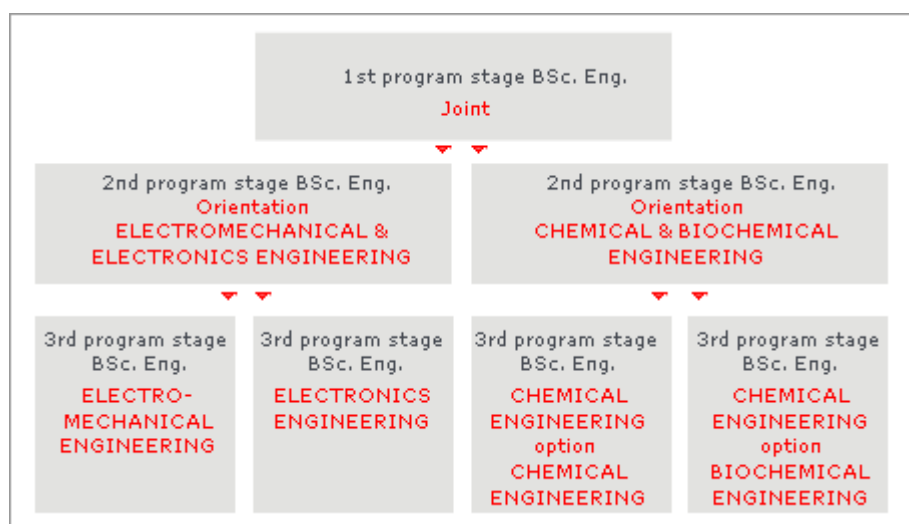 1st program stage BSc. Eng.
Joint
2nd program stage BSc. Eng.
Orientation
ELECTROMECHANICAL &
ELECTRONICS ENGINEERING
2nd program stage BSc. Eng.
Orientation
CHEMICAL & BIOCHEMICAL
ENGINEERING
3rd program stage
BSc. Eng.
ELECTRO-
MECHANICAL
ENGINEERING
3rd program stage
BSc. Eng.
ELECTRONICS
ENGINEERING
3rd program stage
BSc. Eng.
CHEMICAL
ENGINEERING
option
CHEMICAL
ENGINEERING
3rd program stage
BSc. Eng.
CHEMICAL
ENGINEERING
option
BIOCHEMICAL
ENGINEERING